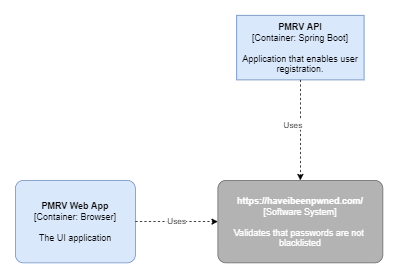 PMRV API
[Container: Spring Boot]
Application that enables user
registration.
Uses
PMRV Web App
[Container: Browser]
The UI application
Uses
https://haveibeenpwned.com/
[Software System]
Validates that passwords are not
blacklisted